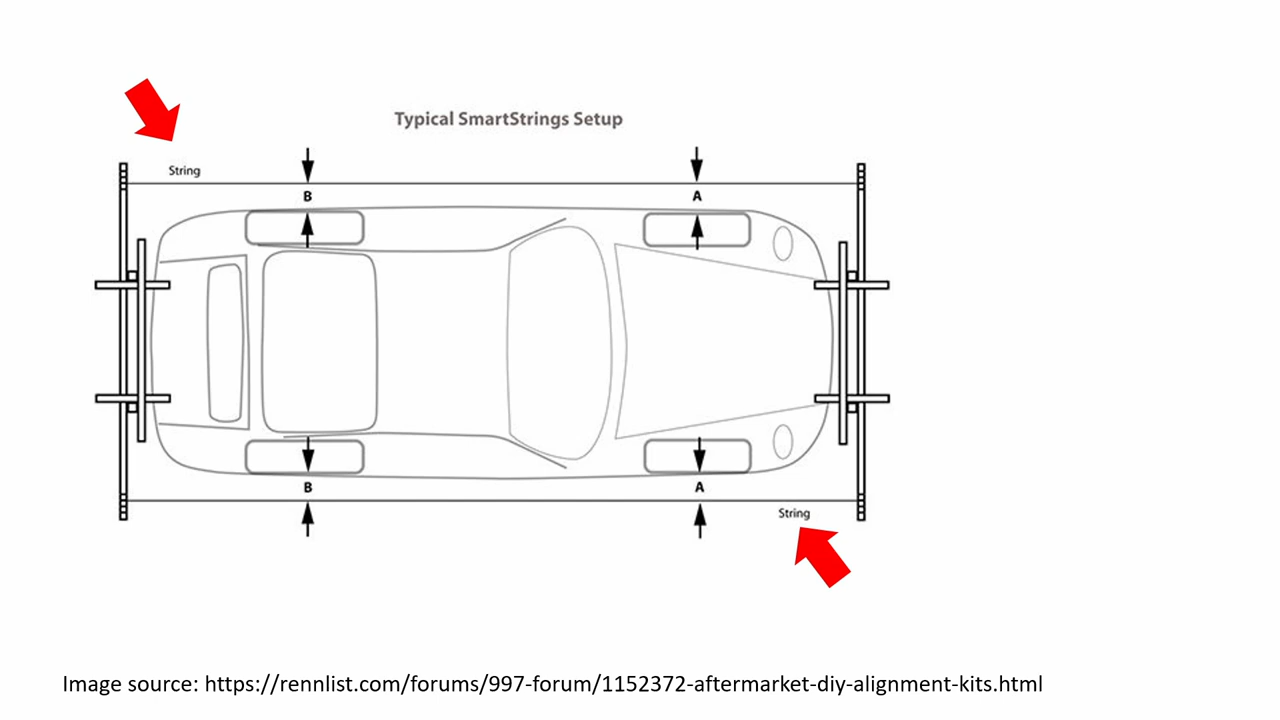 Typical SmartStrings Setup
String
B
A
B
A
String
Image source: https://rennlist.com/forums/997-forum/1152372-aftermarket-diy-alignment-kits.html